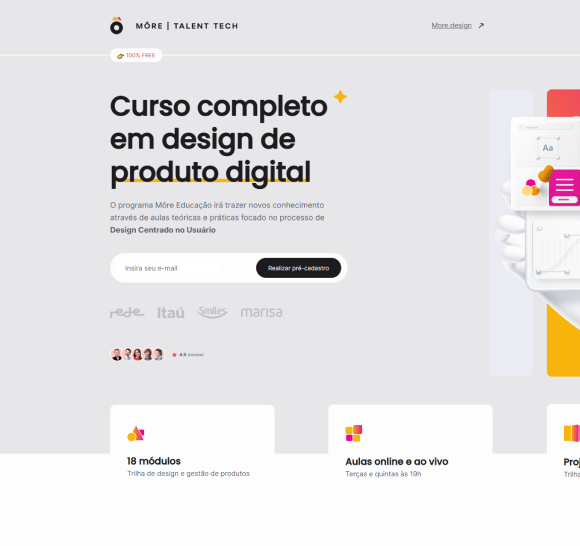 MÔRE | TALENT TECH
More.design
100% FREE
Curso completo
em design de
produto digital
O programa Môre Educação irá trazer novos conhecimento
através de aulas teóricas e práticas focado no processo de
Design Centrado no Usuário
Insira seu e-mail
Realizar pré-cadastro
rede
Itaú
Smiles
marisa
4.9 (reviews)
Aa
18 módulos
Trilha de design e gestão de produtos
Aulas online e ao vivo
Terças e quintas às 19h
Proj
Trilha